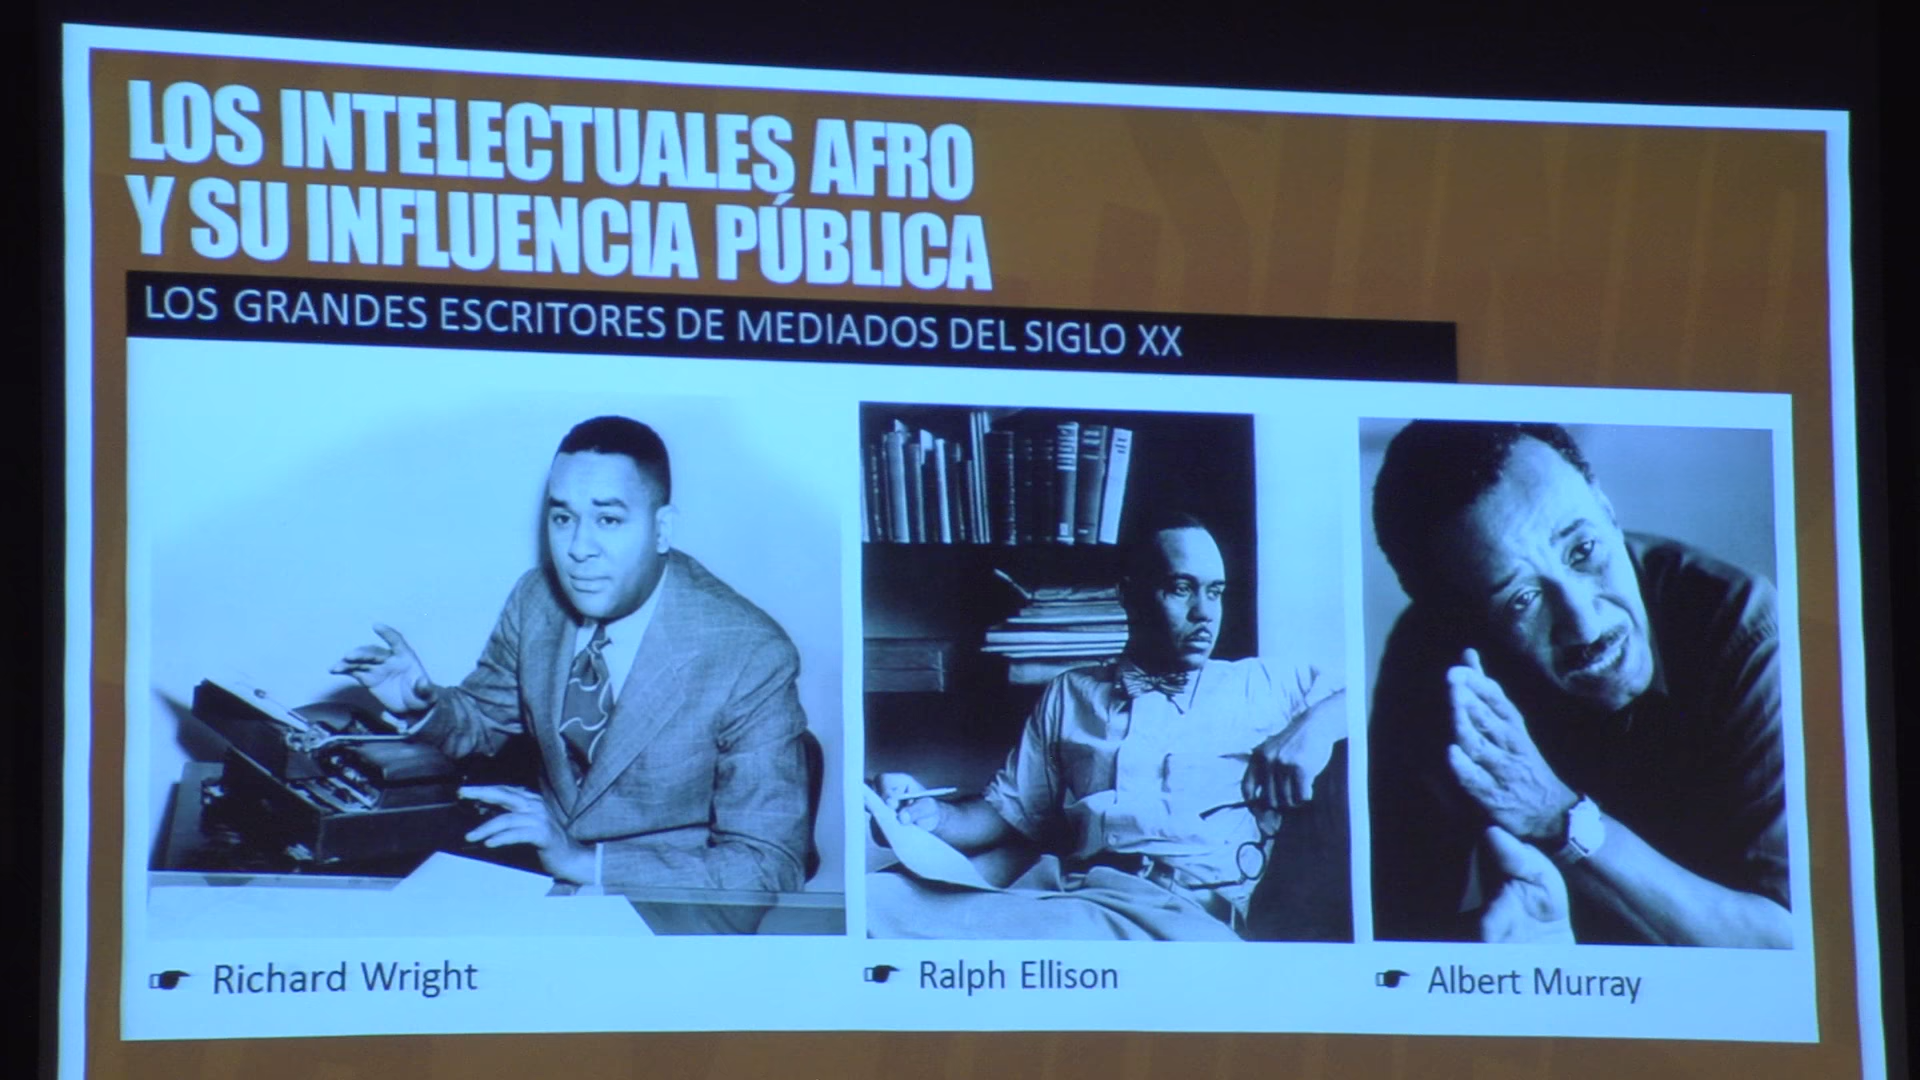 LOS INTELECTUALES AFRO
Y SU INFLUENCIA PÚBLICA
LOS GRANDES ESCRITORES DE MEDIADOS DEL SIGLO XX
Richard Wright
Ralph Ellison
Albert Murray